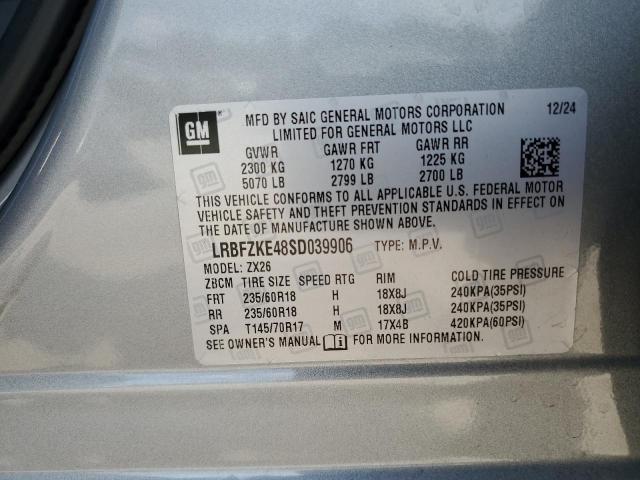 GM
MFD BY SAIC GENERAL MOTORS CORPORATION 12/24
LIMITED FOR GENERAL MOTORS LLC
GVWR GAWR FRT GAWR RR
2300 KG 1270 KG 1225 KG
5070 LB 2799 LB 2700 LB
THIS VEHICLE CONFORMS TO ALL APPLICABLE U.S. FEDERAL MOTOR
VEHICLE SAFETY AND THEFT PREVENTION STANDARDS IN EFFECT ON
THE DATE OF MANUFACTURE SHOWN ABOVE.
LRBFZKE48SD039906 TYPE: M.P.V.
MODEL: ZX26
ZBCM TIRE SIZE SPEED RTG RIM COLD TIRE PRESSURE
FRT 235/60R18 H 18X8J 240KPA(35PSI)
RR 235/60R18 H 18X8J 240KPA(35PSI)
SPA T145/70R17 M 17X4B 420KPA(60PSI)
SEE OWNER'S MANUAL i FOR MORE INFORMATION.